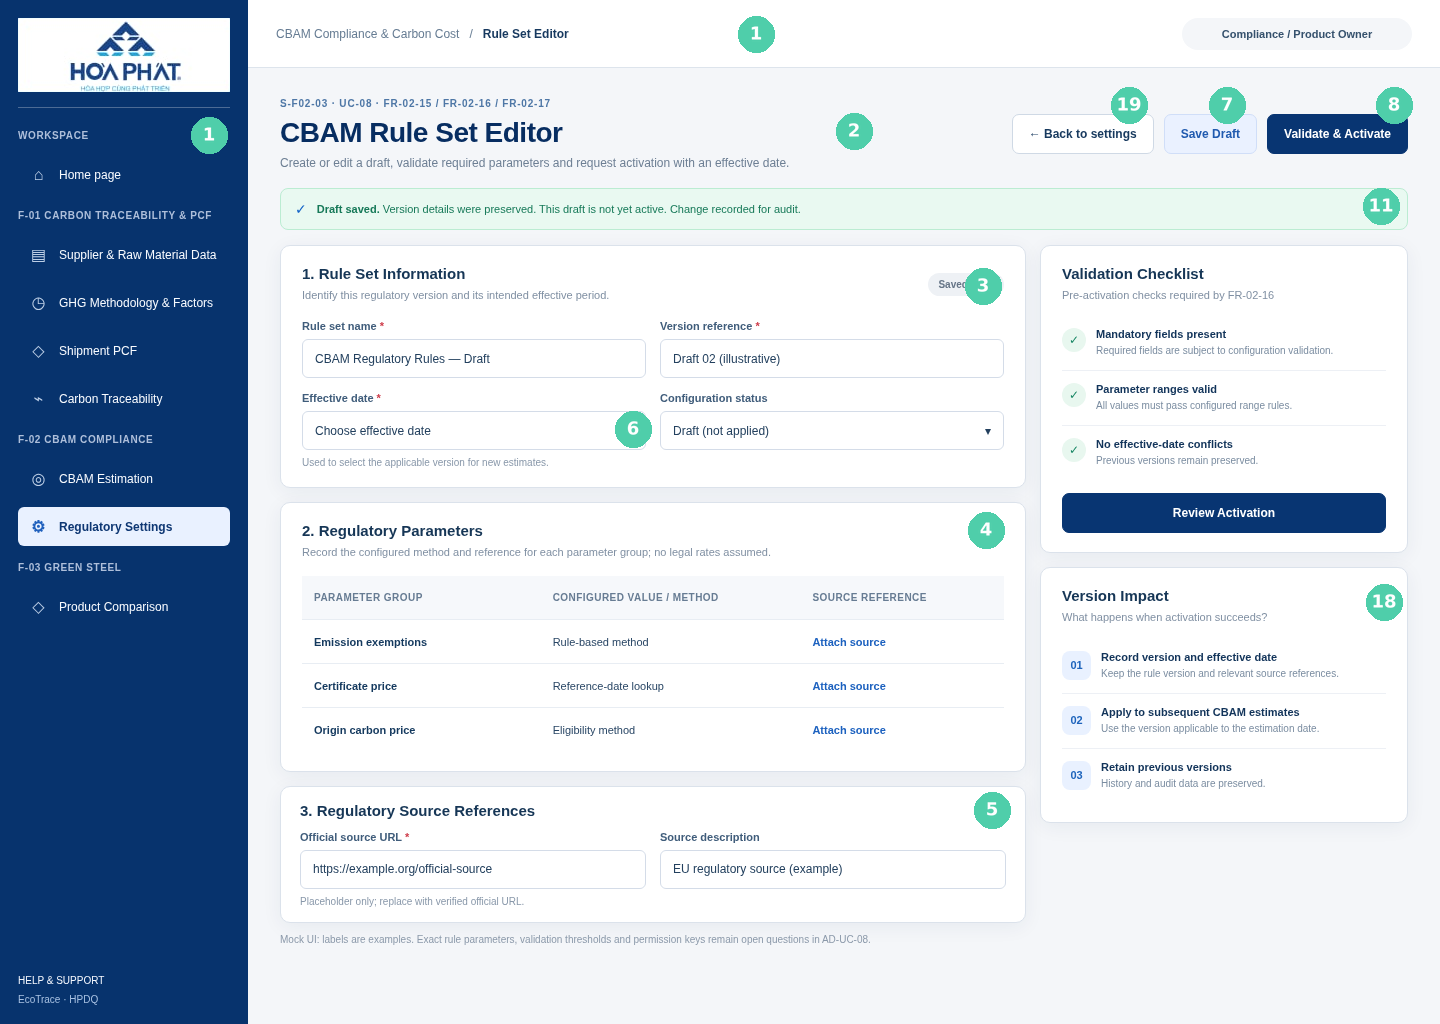 HÒA PHÁT
HÒA HỢP CÙNG PHÁT TRIỂN
WORKSPACE
1
Home page
F-01 CARBON TRACEABILITY & PCF
Supplier & Raw Material Data
GHG Methodology & Factors
Shipment PCF
Carbon Traceability
F-02 CBAM COMPLIANCE
CBAM Estimation
Regulatory Settings
F-03 GREEN STEEL
Product Comparison
HELP & SUPPORT
EcoTrace · HPDQ
CBAM Compliance & Carbon Cost / Rule Set Editor
1
Compliance / Product Owner
S-F02-03 · UC-08 · FR-02-15 / FR-02-16 / FR-02-17
CBAM Rule Set Editor
2
Create or edit a draft, validate required parameters and request activation with an effective date.
19
← Back to settings
7
Save Draft
8
Validate & Activate
✓ Draft saved. Version details were preserved. This draft is not yet active. Change recorded for audit.
11
1. Rule Set Information
Identify this regulatory version and its intended effective period.
Saved
3
Rule set name *
CBAM Regulatory Rules — Draft
Version reference *
Draft 02 (illustrative)
Effective date *
Choose effective date
6
Used to select the applicable version for new estimates.
Configuration status
Draft (not applied) ▾
2. Regulatory Parameters
4
Record the configured method and reference for each parameter group; no legal rates assumed.
PARAMETER GROUP CONFIGURED VALUE / METHOD SOURCE REFERENCE
Emission exemptions Rule-based method Attach source
Certificate price Reference-date lookup Attach source
Origin carbon price Eligibility method Attach source
3. Regulatory Source References
5
Official source URL *
https://example.org/official-source
Placeholder only; replace with verified official URL.
Source description
EU regulatory source (example)
Mock UI: labels are examples. Exact rule parameters, validation thresholds and permission keys remain open questions in AD-UC-08.
Validation Checklist
Pre-activation checks required by FR-02-16
✓ Mandatory fields present
Required fields are subject to configuration validation.
✓ Parameter ranges valid
All values must pass configured range rules.
✓ No effective-date conflicts
Previous versions remain preserved.
Review Activation
Version Impact
18
What happens when activation succeeds?
01 Record version and effective date
Keep the rule version and relevant source references.
02 Apply to subsequent CBAM estimates
Use the version applicable to the estimation date.
03 Retain previous versions
History and audit data are preserved.